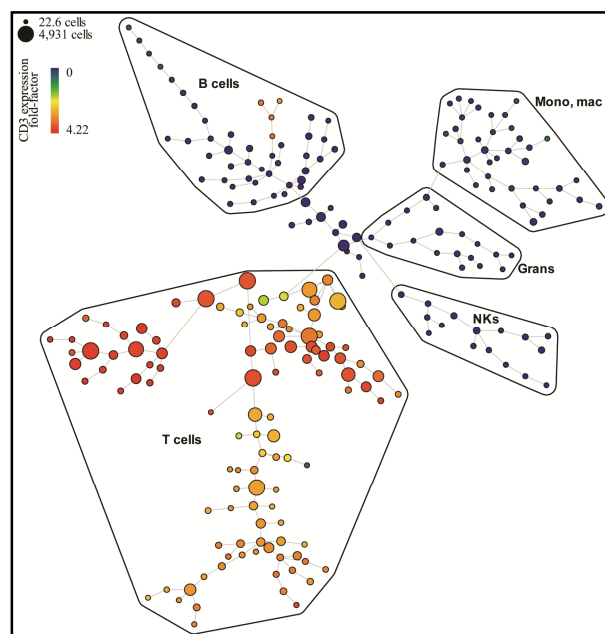 22.6 cells
4,931 cells
CD3 expression
fold-factor
0
4.22
B cells
Mono, mac
Grans
NKs
T cells